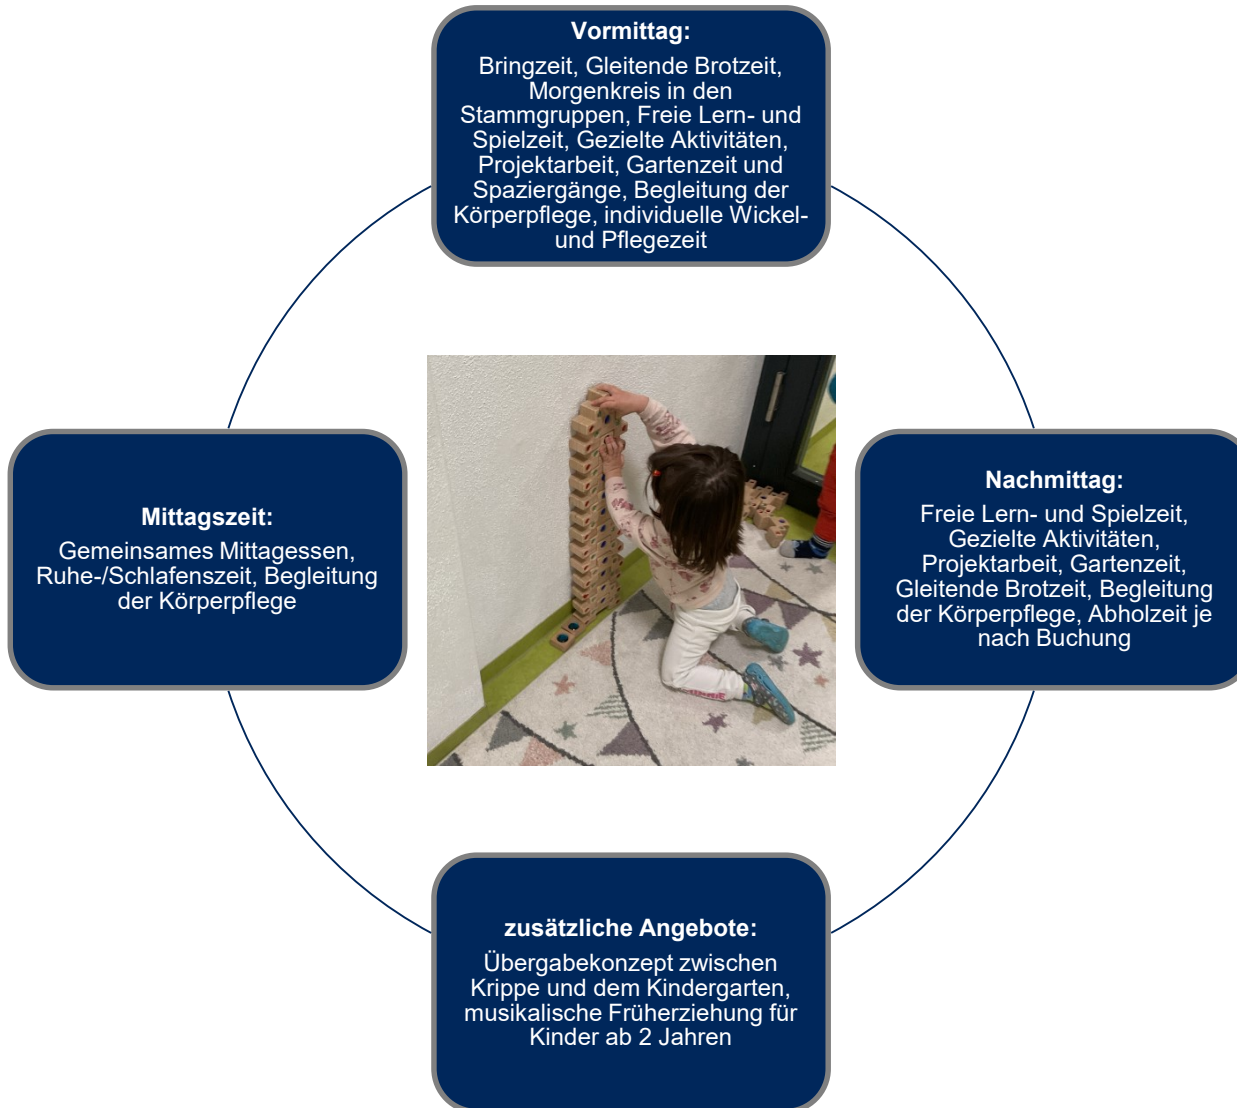 Vormittag:
Bringzeit, Gleitende Brotzeit,
Morgenkreis in den
Stammgruppen, Freie Lern- und
Spielzeit, Gezielte Aktivitäten,
Projektarbeit, Gartenzeit und
Spaziergänge, Begleitung der
Körperpflege, individuelle Wickel-
und Pflegezeit
Mittagszeit:
Gemeinsames Mittagessen,
Ruhe-/Schlafenszeit, Begleitung
der Körperpflege
Nachmittag:
Freie Lern- und Spielzeit,
Gezielte Aktivitäten,
Projektarbeit, Gartenzeit,
Gleitende Brotzeit, Begleitung
der Körperpflege, Abholzeit je
nach Buchung
zusätzliche Angebote:
Übergabekonzept zwischen
Krippe und dem Kindergarten,
musikalische Früherziehung für
Kinder ab 2 Jahren